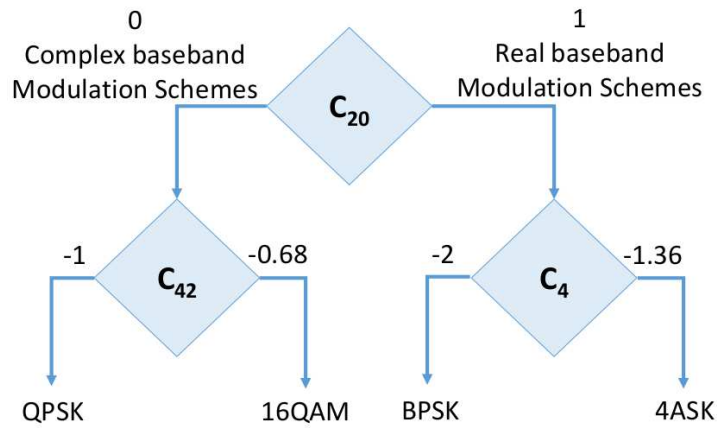 0
Complex baseband
Modulation Schemes
1
Real baseband
Modulation Schemes
C20
-1
-0.68
C42
-2
-1.36
C4
QPSK
16QAM
BPSK
4ASK